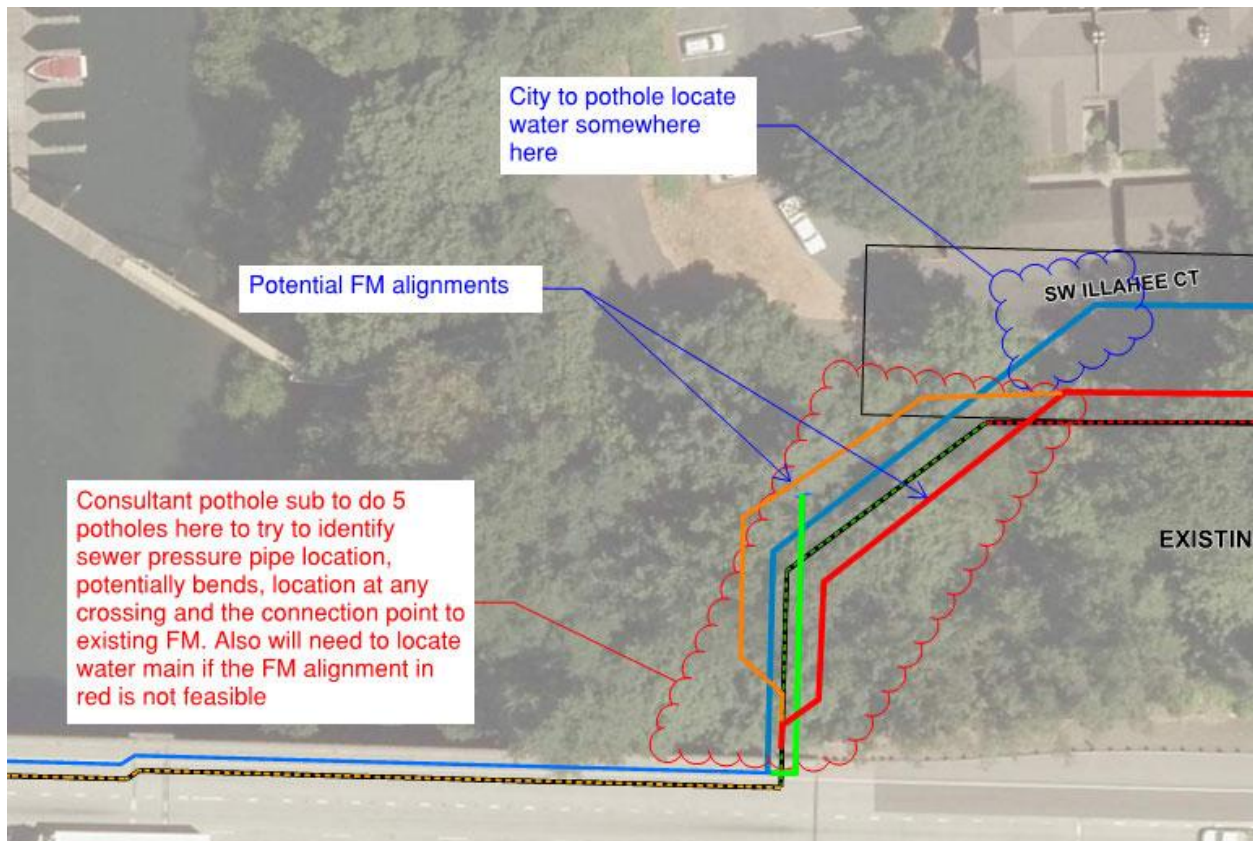 City to pothole locate
water somewhere
here
Potential FM alignments
SW ILLAHEE CT
Consultant pothole sub to do 5
potholes here to try to identify
sewer pressure pipe location,
potentially bends, location at any
crossing and the connection point to
existing FM. Also will need to locate
water main if the FM alignment in
red is not feasible
EXISTIN